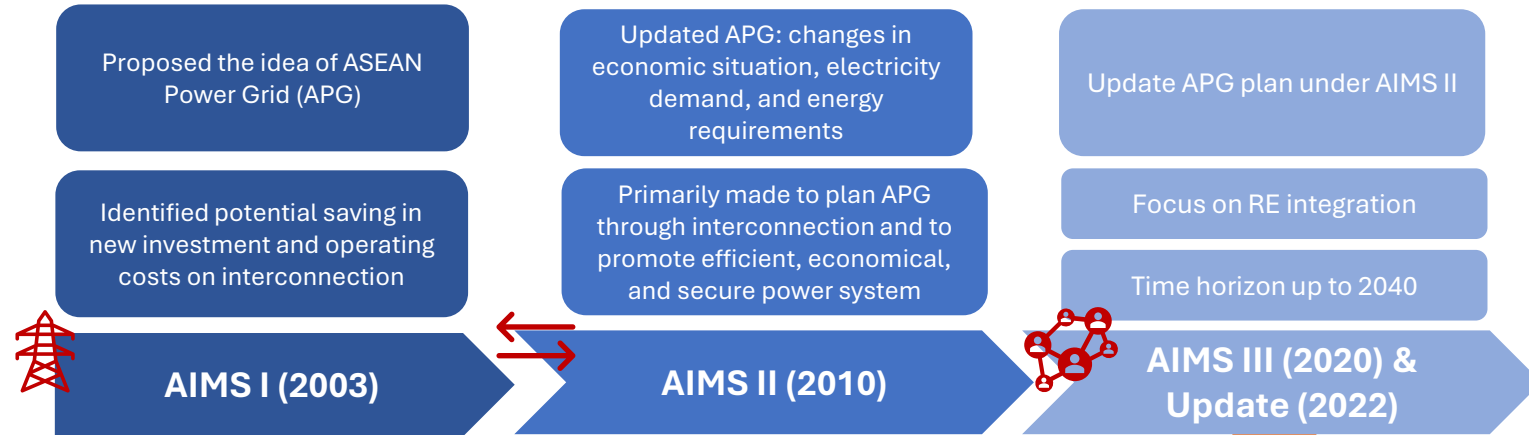 Proposed the idea of ASEAN
Power Grid (APG)
Identified potential saving in
new investment and operating
costs on interconnection
AIMS I (2003)
Updated APG: changes in
economic situation, electricity
demand, and energy
requirements
Primarily made to plan APG
through interconnection and to
promote efficient, economical,
and secure power system
AIMS II (2010)
Update APG plan under AIMS II
Focus on RE integration
Time horizon up to 2040
AIMS III (2020) &
Update (2022)